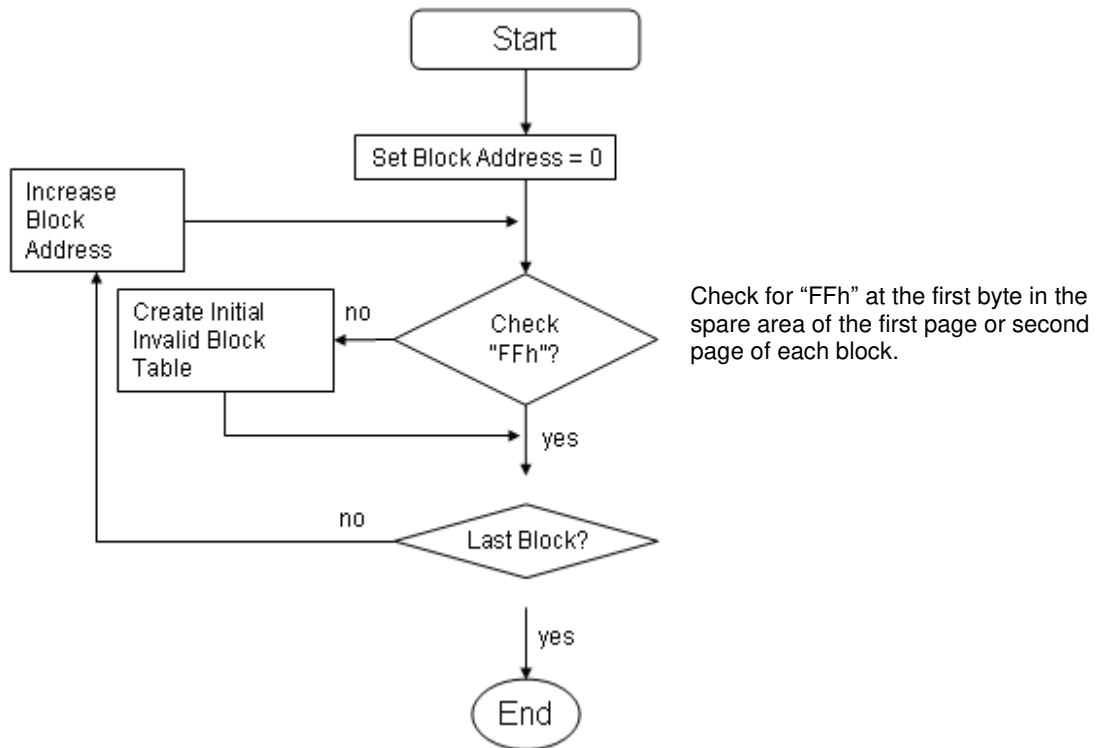 Start
Set Block Address = 0
Increase
Block
Address
Create Initial
Invalid Block
Table
no
Check
"FFh"?
Check for “FFh” at the first byte in the
spare area of the first page or second
page of each block.
yes
no
Last Block?
yes
End